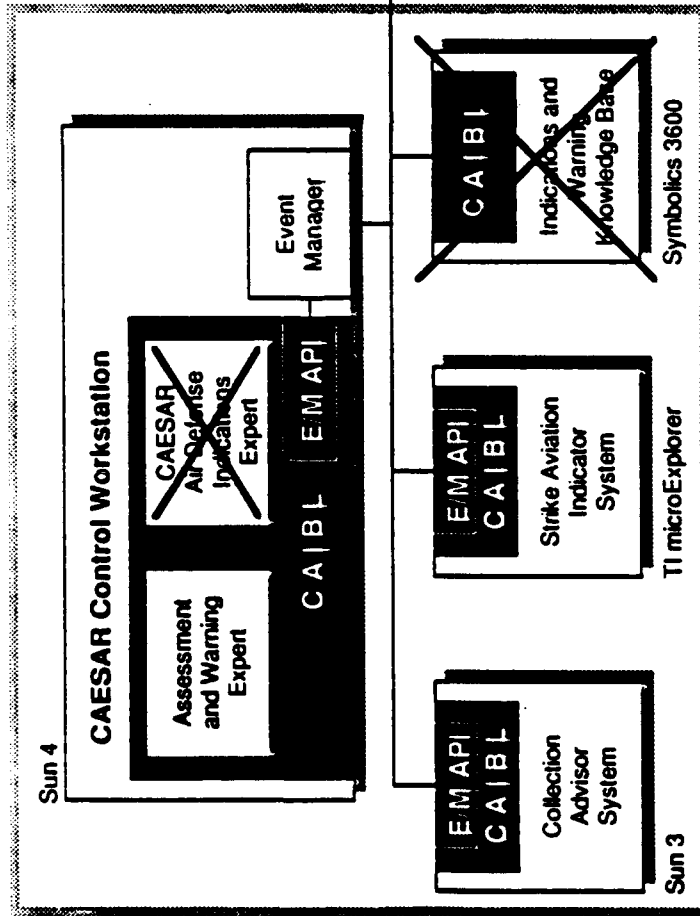 Sun 4
CAESAR Control Workstation
Assessment
and Warning
Expert
CAESAR
Air Defense
Indications
Expert
C A I B L
E/M API
Event
Manager
E/M API
C A I B L
Collection
Advisor
System
Sun 3
E/M API
C A I B L
Strike Aviation
Indicator
System
TI microExplorer
C A I B L
Indications and
Warning
Knowledge Base
Symbolics 3600